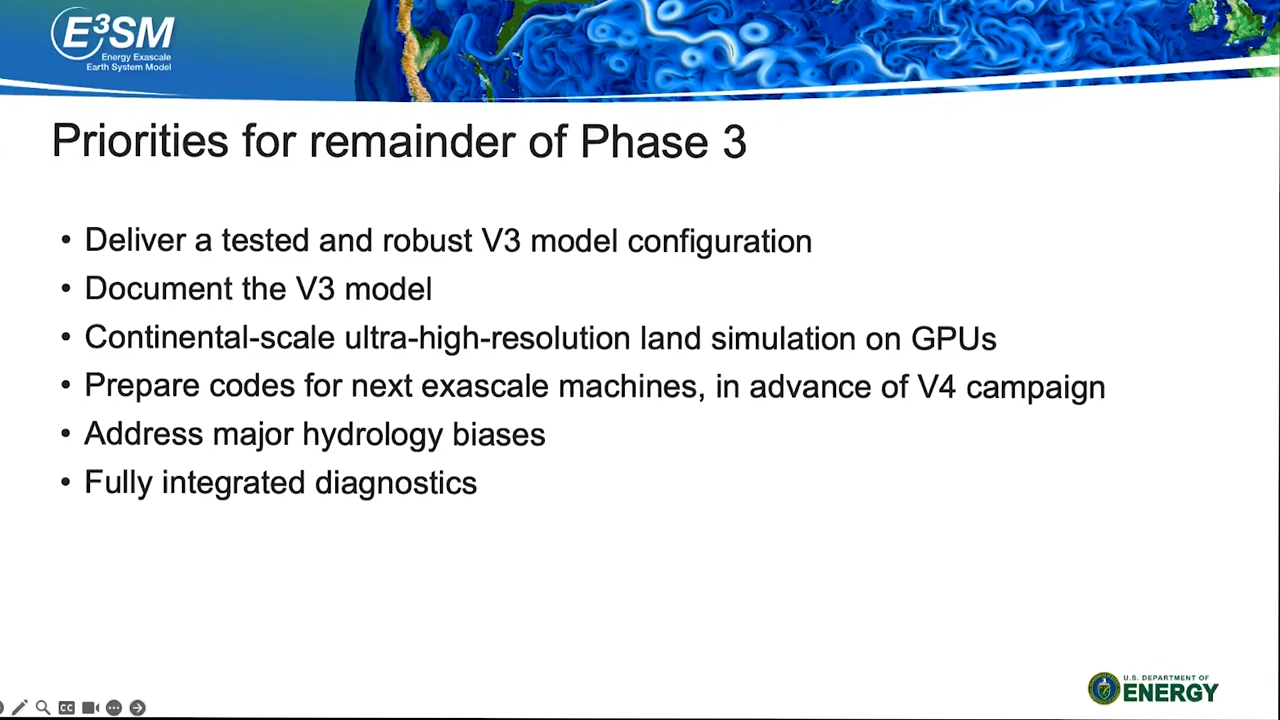 E³SM
Energy Exascale
Earth System Model
Priorities for remainder of Phase 3
• Deliver a tested and robust V3 model configuration
• Document the V3 model
• Continental-scale ultra-high-resolution land simulation on GPUs
• Prepare codes for next exascale machines, in advance of V4 campaign
• Address major hydrology biases
• Fully integrated diagnostics
U.S. DEPARTMENT OF
ENERGY
CC